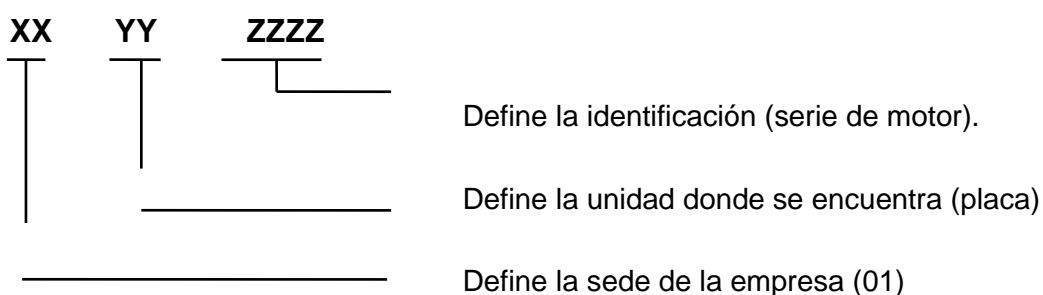 XX YY ZZZZ
Define la identificación (serie de motor).
Define la unidad donde se encuentra (placa)
Define la sede de la empresa (01)